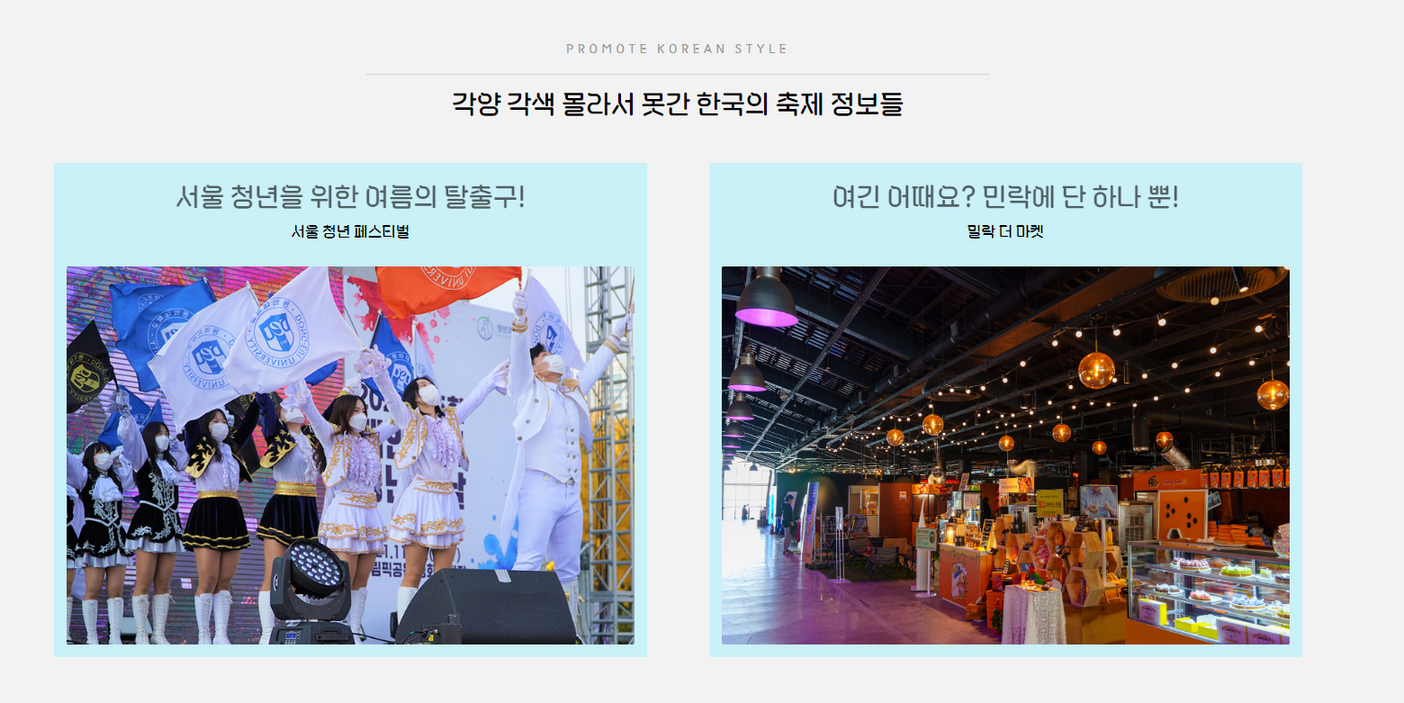 PROMOTE KOREAN STYLE
각양 각색 몰라서 못간 한국의 축제 정보들
서울 청년을 위한 여름의 탈출구!
서울 청년 페스티벌
여긴 어때요? 민락에 단 하나 뿐!
밀락 더 마켓
DONG-EUI UNIVERSITY